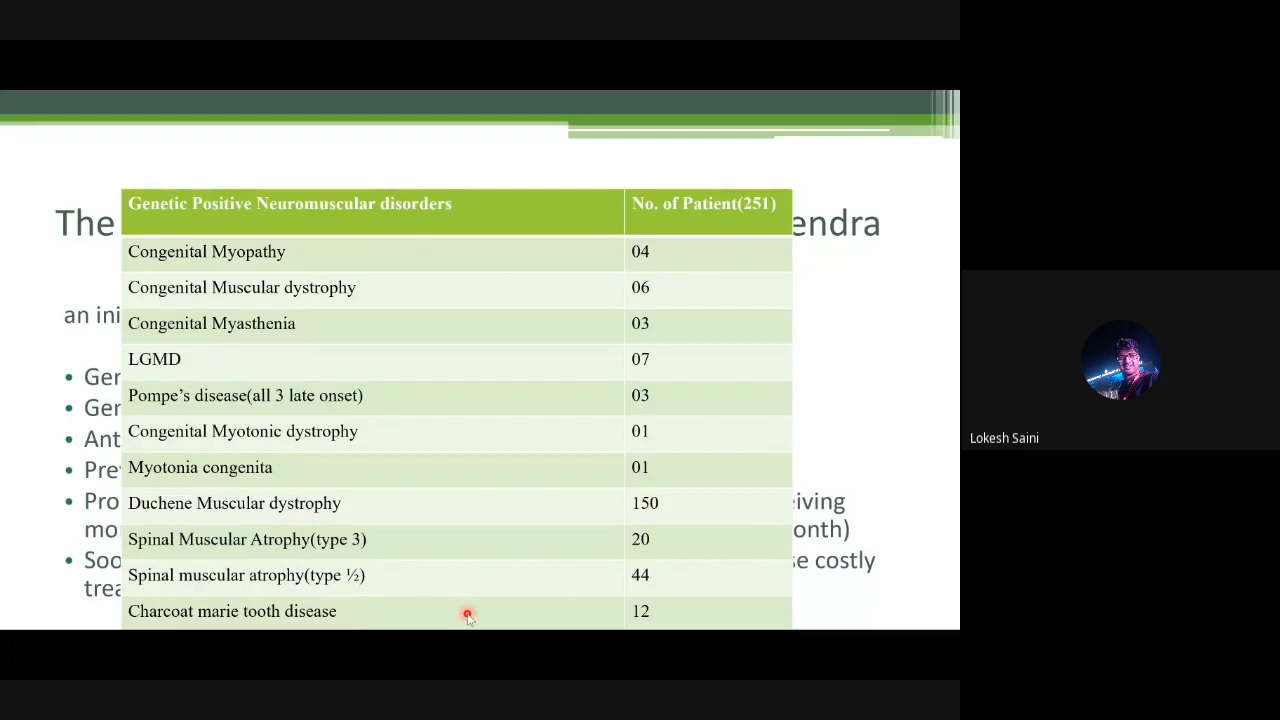 Genetic Positive Neuromuscular disorders No. of Patient(251)
The endra
Congenital Myopathy 04
Congenital Muscular dystrophy 06
an ini
Congenital Myasthenia 03
LGMD 07
• Ger
Pompe's disease(all 3 late onset) 03
• Ger
Congenital Myotonic dystrophy 01
• Ant
Myotonia congenita 01
• Pre
Duchene Muscular dystrophy 150
• Pro eiving
mo onth)
Spinal Muscular Atrophy(type 3) 20
• Soo se costly
Spinal muscular atrophy(type ½) 44
trea
Charcoat marie tooth disease 12
Lokesh Saini